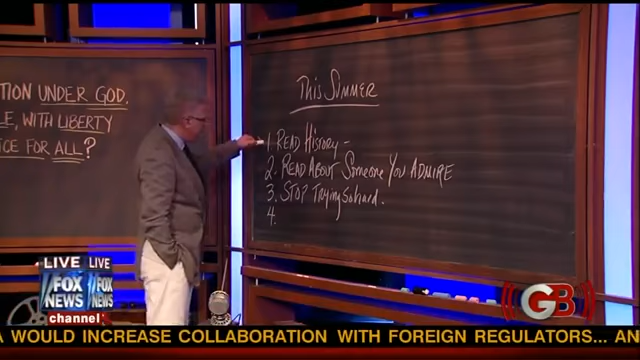 TION UNDER GOD.
LE, WITH LIBERTY
ICE FOR ALL?
This Summer
1 READ HISTORY -
2. READ ABOUT SOMEONE YOU ADMIRE
3. STOP Trying so hard.
4.
LIVE LIVE
FOX NEWS FOX NEWS
channel
GB
A WOULD INCREASE COLLABORATION WITH FOREIGN REGULATORS... AN